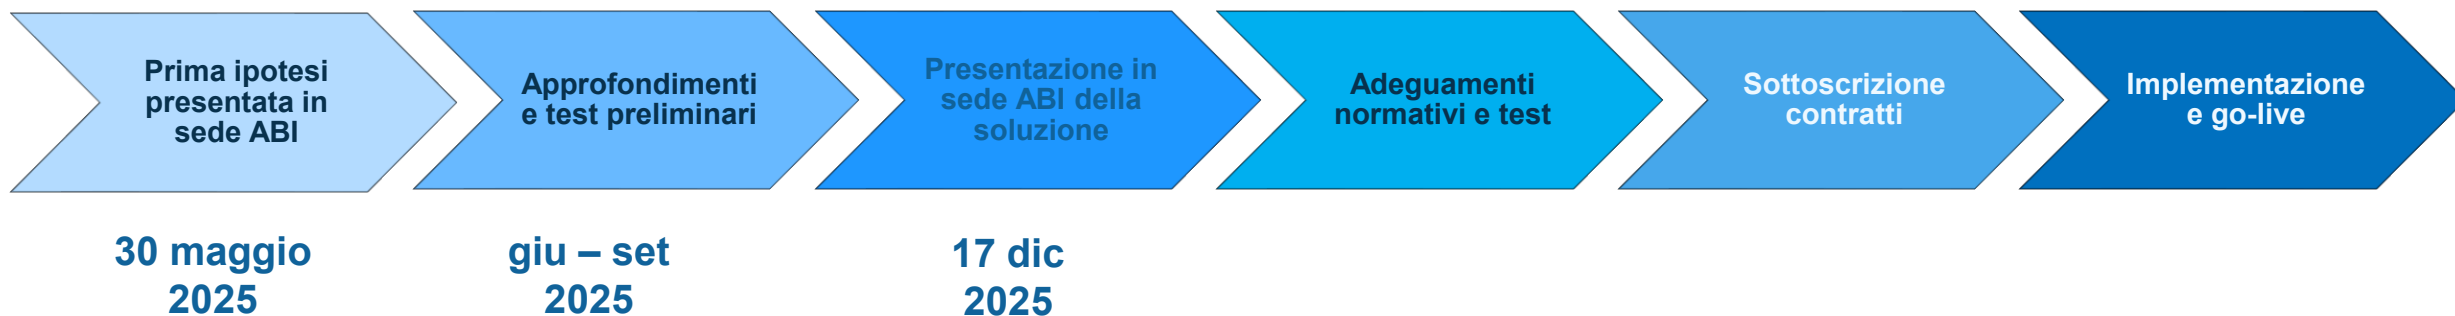 Prima ipotesi
presentata in
sede ABI
Approfondimenti
e test preliminari
Presentazione in
sede ABI della
soluzione
Adeguamenti
normativi e test
Sottoscrizione
contratti
Implementazione
e go-live
30 maggio
2025
giu – set
2025
17 dic
2025